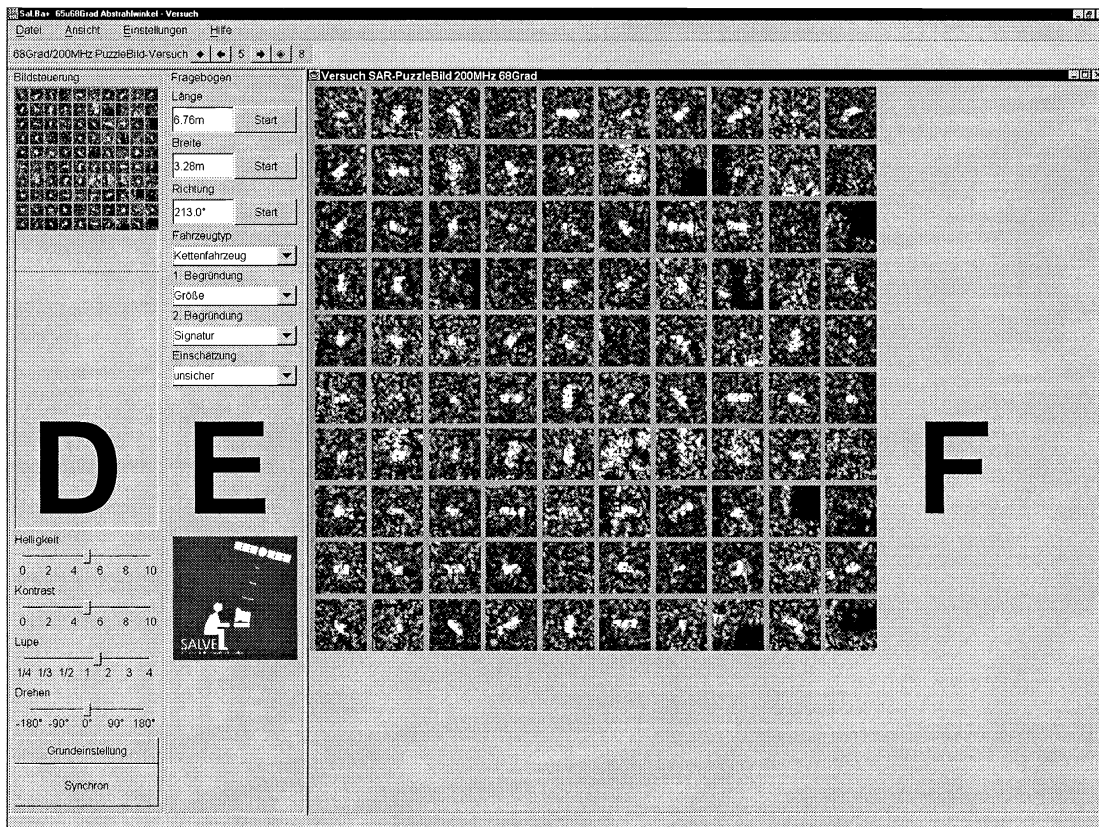 Sal.Ba+ 65u68Grad Abstrahlwinkel - Versuch
Datei Ansicht Einstellungen Hilfe
68Grad/200MHz PuzzleBild-Versuch 5 8
Bildsteuerung
Fragebogen
Länge
6.76m Start
Breite
3.28m Start
Richtung
213.0° Start
Fahrzeugtyp
Kettenfahrzeug
1. Begründung
Größe
2. Begründung
Signatur
Einschätzung
unsicher
Versuch SAR-PuzzleBild 200MHz 68Grad
D E F
Helligkeit
0 2 4 6 8 10
Kontrast
0 2 4 6 8 10
Lupe
1/4 1/3 1/2 1 2 3 4
Drehen
-180° -90° 0° 90° 180°
Grundeinstellung
Synchron
SALVE